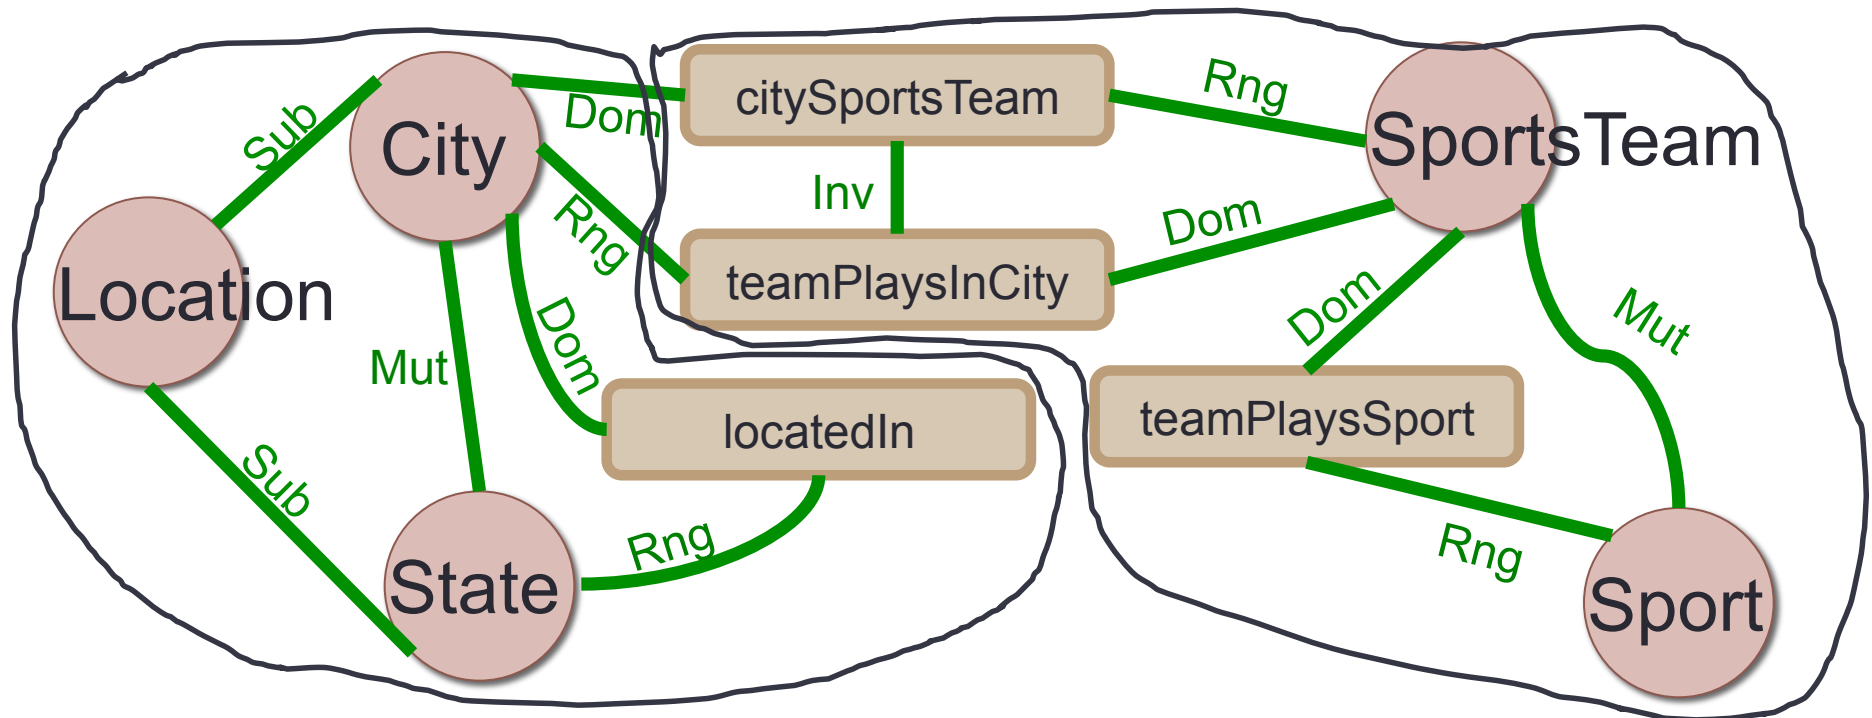 citySportsTeam
Rng
Sub
Dom
City
SportsTeam
Inv
Rng
Dom
teamPlaysInCity
Location
Dom
Dom
Mut
Mut
locatedIn
teamPlaysSport
Sub
Rng
Rng
State
Sport